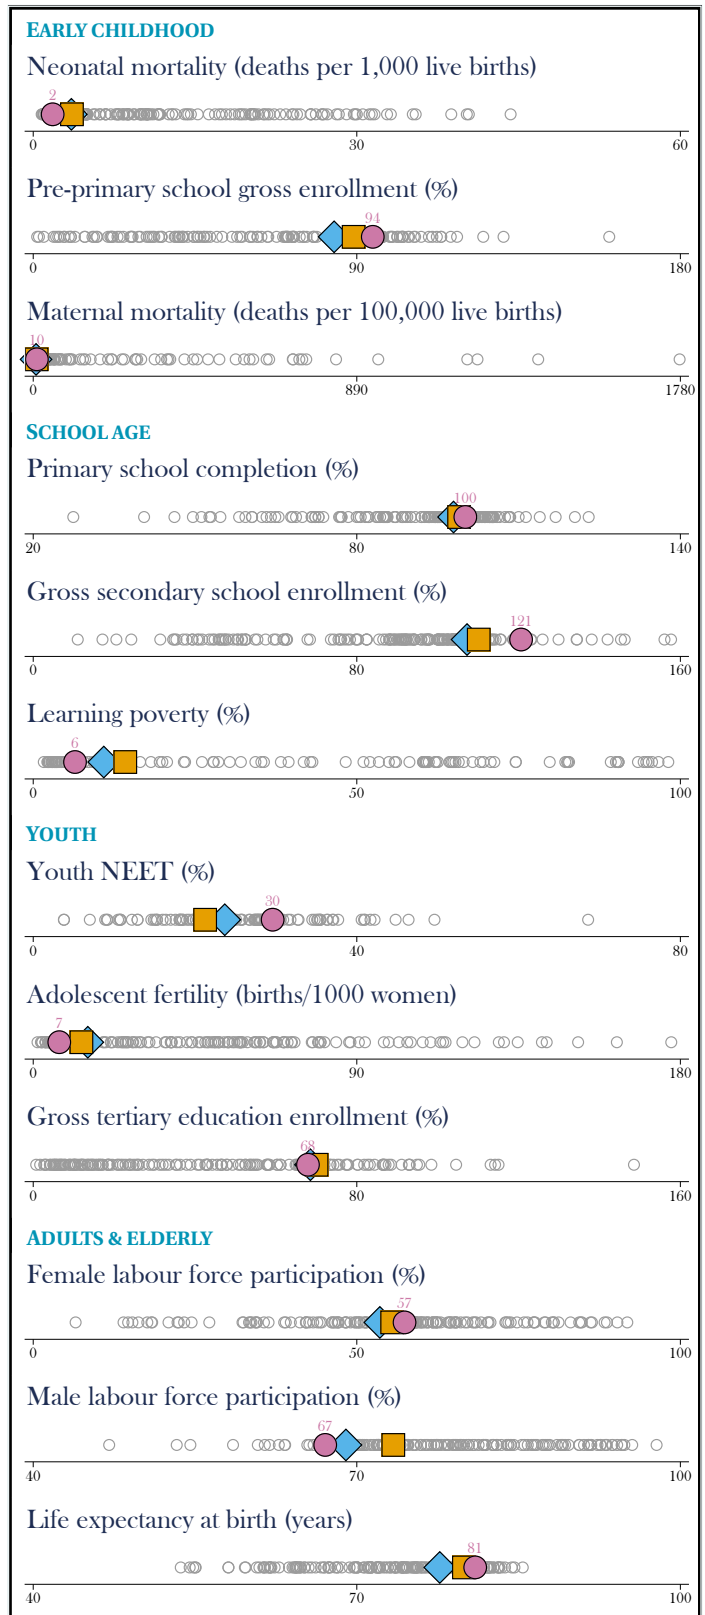 EARLY CHILDHOOD
Neonatal mortality (deaths per 1,000 live births)
2
0 30 60
Pre-primary school gross enrollment (%)
94
0 90 180
Maternal mortality (deaths per 100,000 live births)
10
0 890 1780
SCHOOL AGE
Primary school completion (%)
100
20 80 140
Gross secondary school enrollment (%)
121
0 80 160
Learning poverty (%)
6
0 50 100
YOUTH
Youth NEET (%)
30
0 40 80
Adolescent fertility (births/1000 women)
7
0 90 180
Gross tertiary education enrollment (%)
68
0 80 160
ADULTS & ELDERLY
Female labour force participation (%)
57
0 50 100
Male labour force participation (%)
67
40 70 100
Life expectancy at birth (years)
81
40 70 100